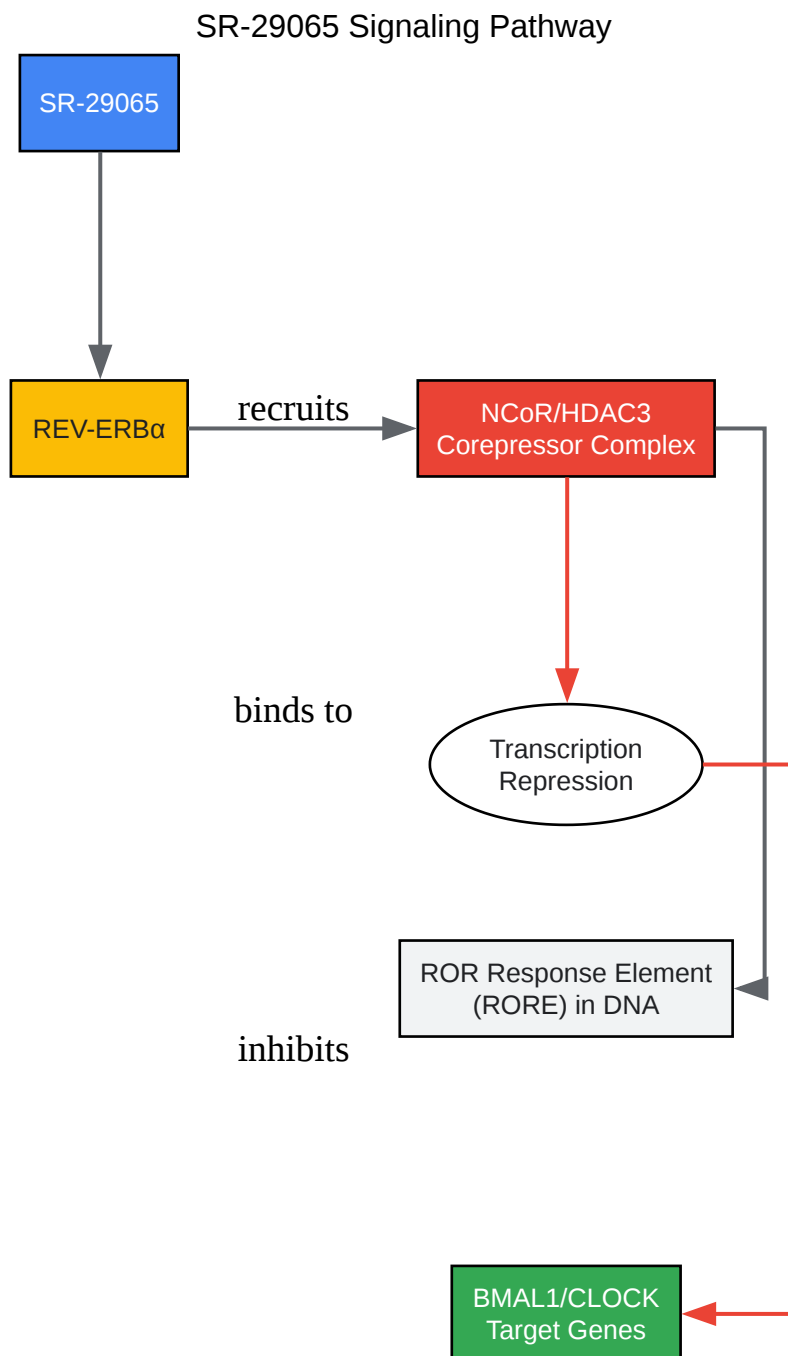 SR-29065 Signaling Pathway
SR-29065
REV-ERBα
recruits
NCoR/HDAC3
Corepressor Complex
binds to
Transcription
Repression
ROR Response Element
(RORE) in DNA
inhibits
BMAL1/CLOCK
Target Genes